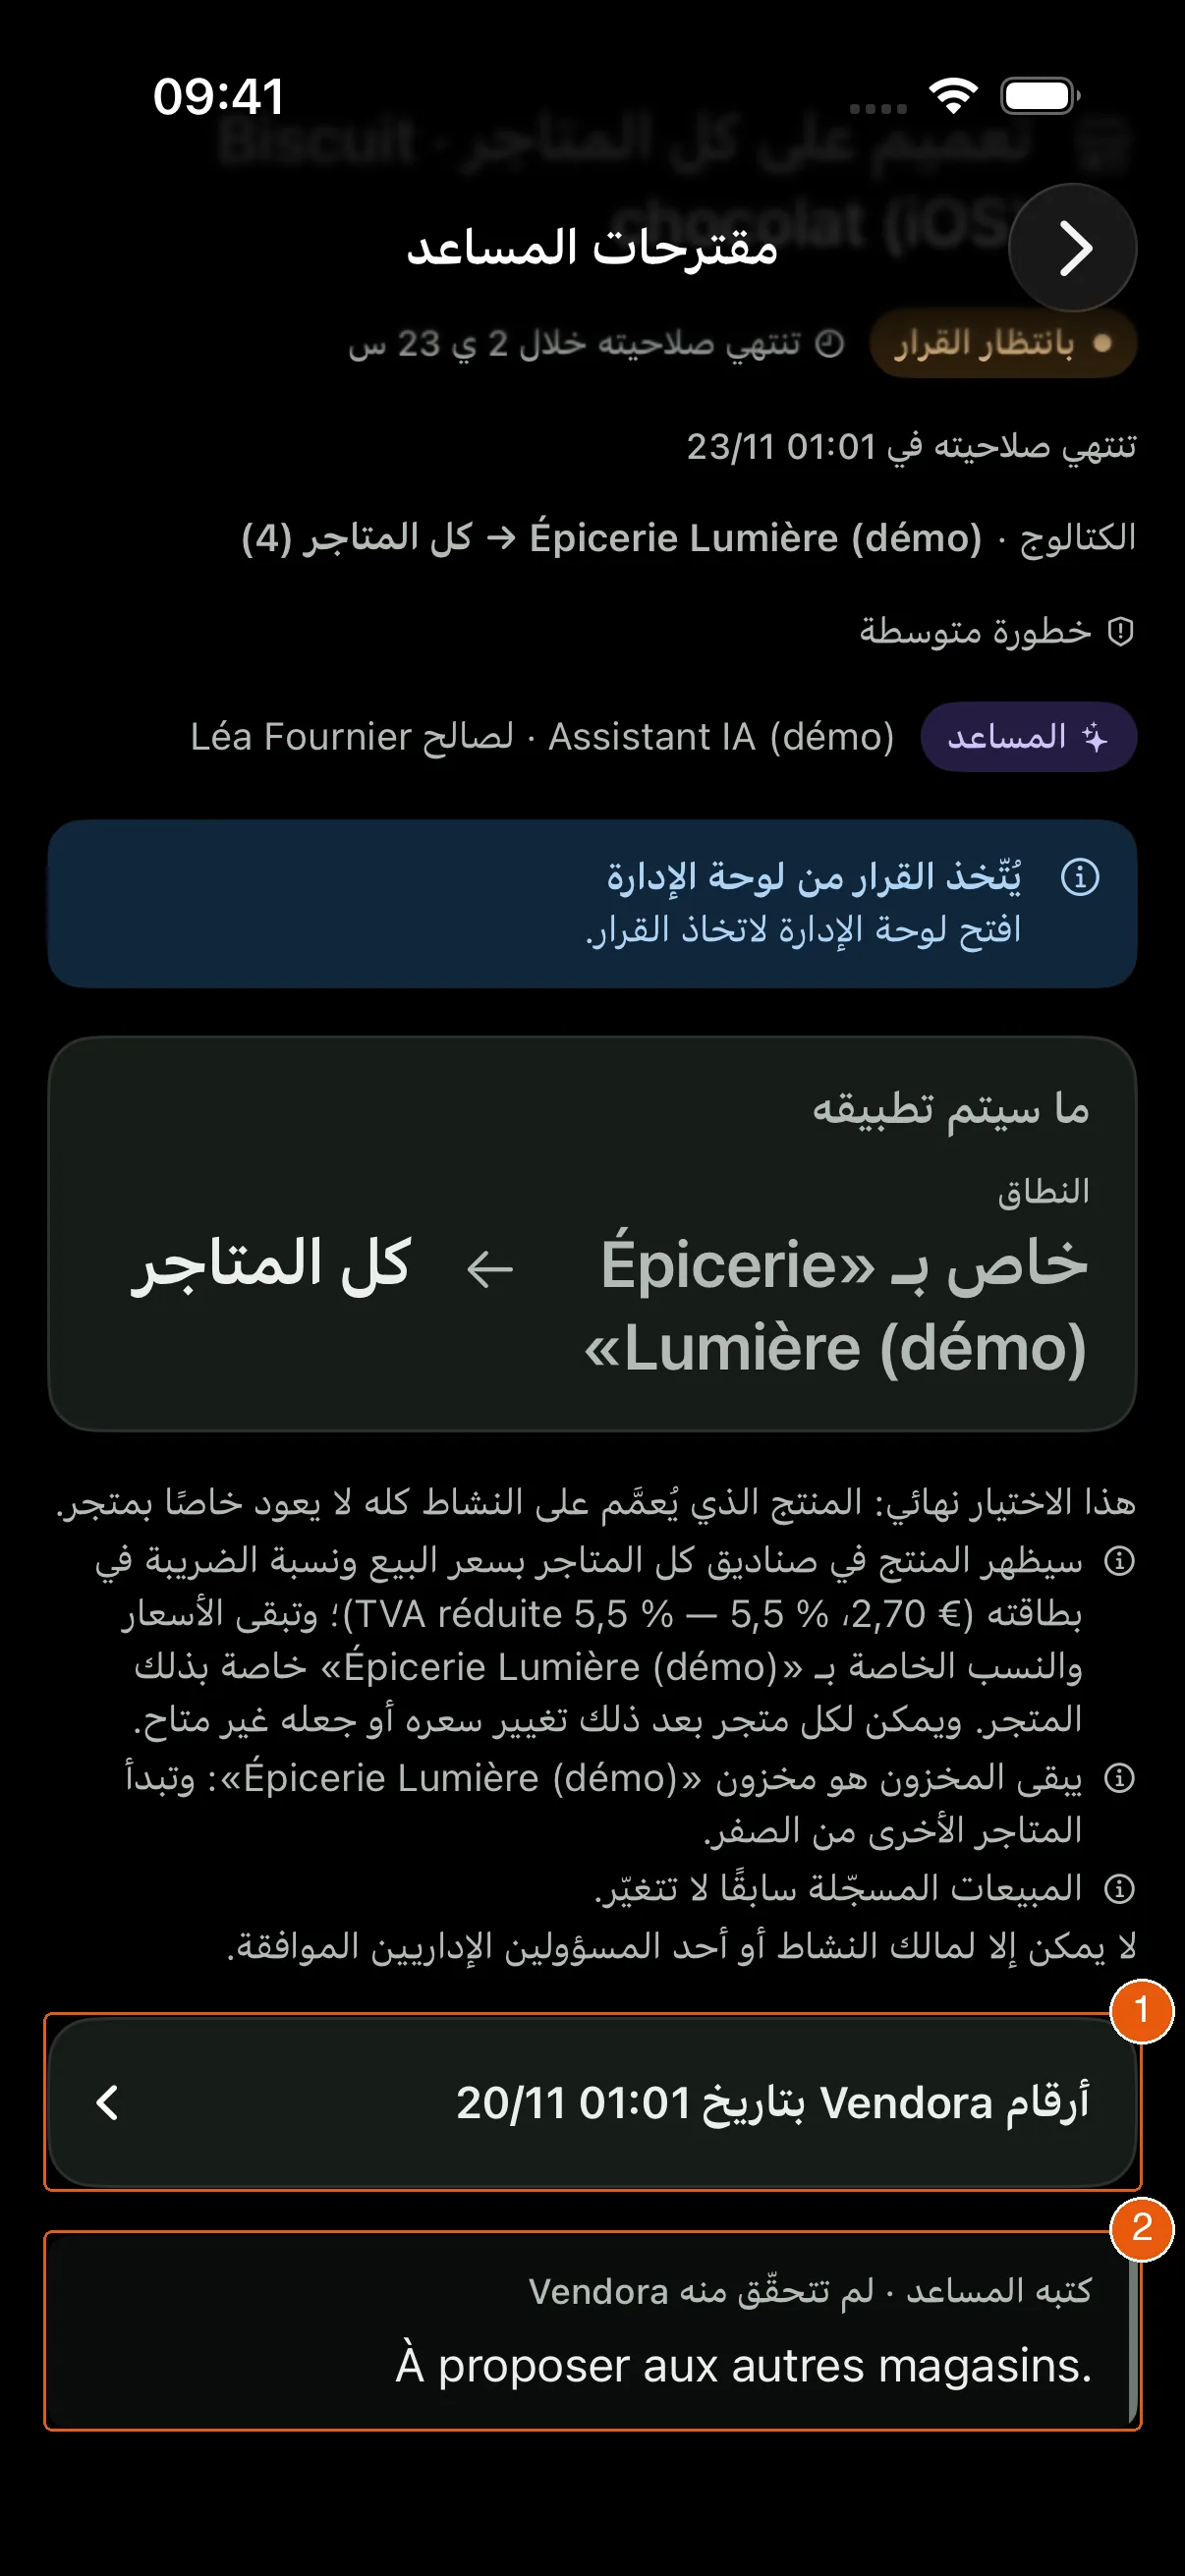 09:41
تعميم على كل المتاجر · Biscuit
chocolat (iOS)
مقترحات المساعد
بانتظار القرار تنتهي صلاحيته خلال 2 ي 23 س
تنتهي صلاحيته في 01:01 23/11
الكتالوج · Épicerie Lumière (démo) → كل المتاجر (4)
خطورة متوسطة
المساعد Assistant IA (démo) · لصالح Léa Fournier
يُتّخذ القرار من لوحة الإدارة
افتح لوحة الإدارة لاتخاذ القرار.
ما سيتم تطبيقه
النطاق
خاص بـ «Épicerie ← كل المتاجر
Lumière (démo)»
هذا الاختيار نهائي: المنتج الذي يُعمَّم على النشاط كله لا يعود خاصًا بمتجر.
سيظهر المنتج في صناديق كل المتاجر بسعر البيع ونسبة الضريبة في
بطاقته (2,70 €، TVA réduite 5,5 % — 5,5 %)؛ وتبقى الأسعار
والنسب الخاصة بـ «Épicerie Lumière (démo)» خاصة بذلك
المتجر. ويمكن لكل متجر بعد ذلك تغيير سعره أو جعله غير متاح.
يبقى المخزون هو مخزون «Épicerie Lumière (démo)»: وتبدأ
المتاجر الأخرى من الصفر.
المبيعات المسجّلة سابقًا لا تتغيّر.
لا يمكن إلا لمالك النشاط أو أحد المسؤولين الإداريين الموافقة.
1
أرقام Vendora بتاريخ 01:01 20/11
2
كتبه المساعد · لم تتحقّق منه Vendora
À proposer aux autres magasins.